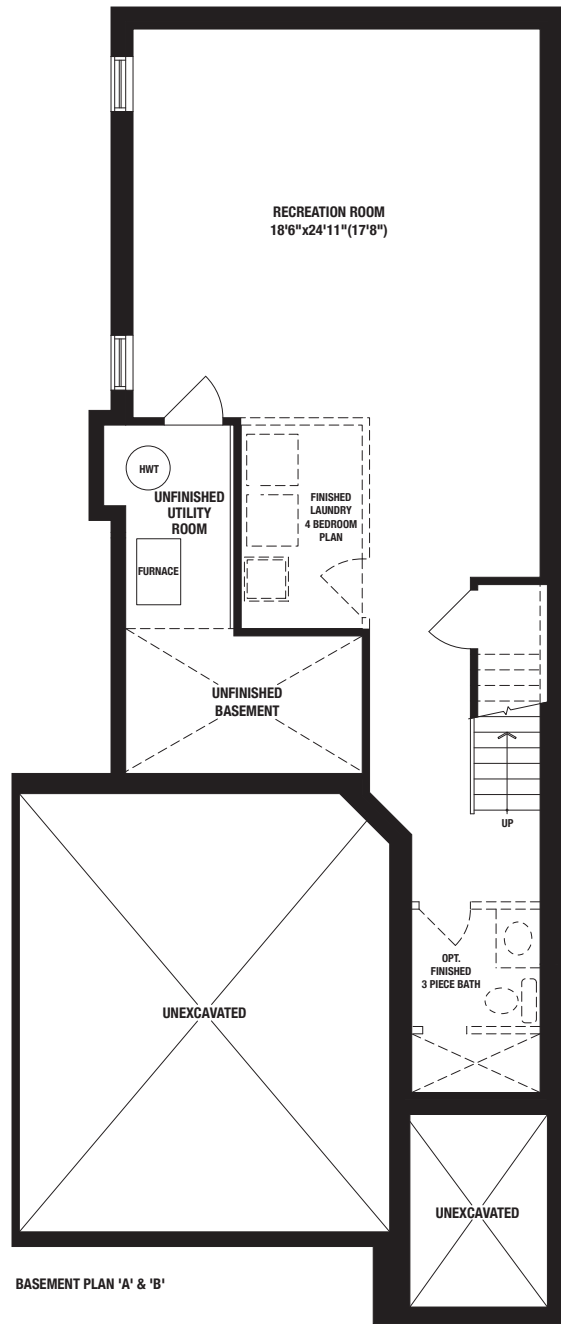 RECREATION ROOM
18'6"x24'11"(17'8")
HWT
UNFINISHED
UTILITY
ROOM
FINISHED
LAUNDRY
4 BEDROOM
PLAN
FURNACE
UNFINISHED
BASEMENT
UP
OPT.
FINISHED
3 PIECE BATH
UNEXCAVATED
UNEXCAVATED
BASEMENT PLAN 'A' & 'B'